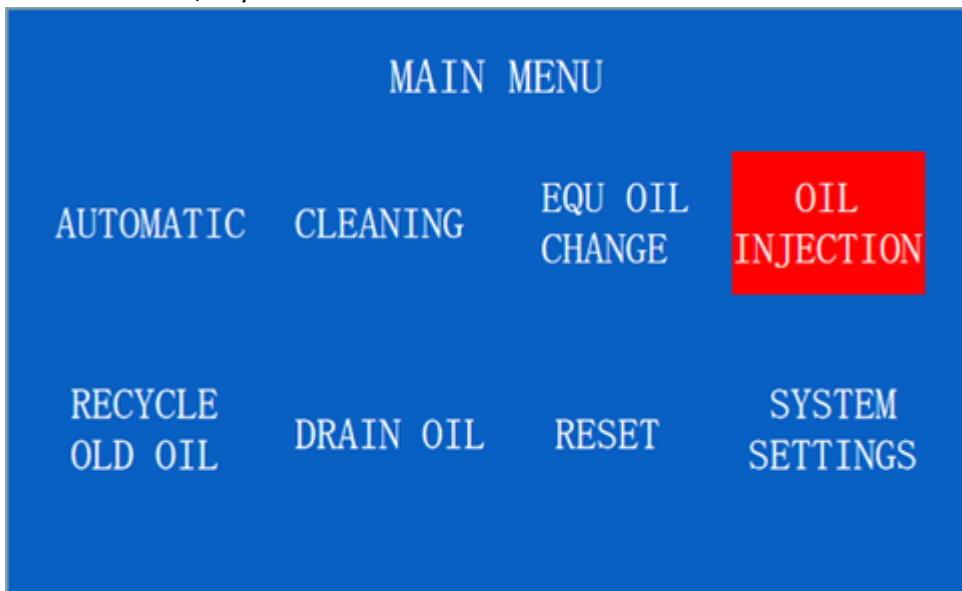 MAIN MENU
AUTOMATIC
CLEANING
EQU OIL
CHANGE
OIL
INJECTION
RECYCLE
OLD OIL
DRAIN OIL
RESET
SYSTEM
SETTINGS